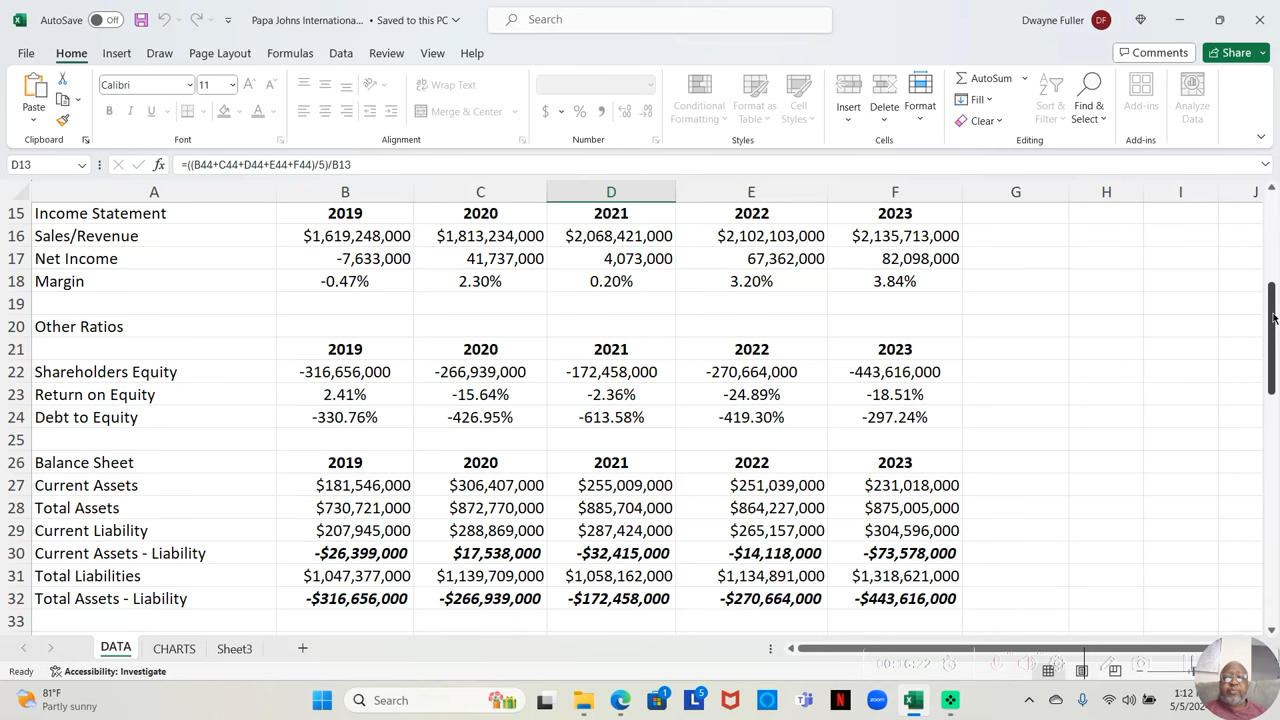 AutoSave Off Papa Johns Internationa... • Saved to this PC Search Dwayne Fuller DF
File Home Insert Draw Page Layout Formulas Data Review View Help Comments Share
Paste Calibri 11 Wrap Text Conditional Formatting Format as Table Cell Styles Insert Delete Format AutoSum Sort & Filter Find & Select Add-ins Analyze Data
B I U Merge & Center $ % Fill
Clear
Clipboard Font Alignment Number Styles Cells Editing Add-ins
D13 fx =((B44+C44+D44+E44+F44)/5)/B13
A B C D E F G H I J
15 Income Statement 2019 2020 2021 2022 2023
16 Sales/Revenue $1,619,248,000 $1,813,234,000 $2,068,421,000 $2,102,103,000 $2,135,713,000
17 Net Income -7,633,000 41,737,000 4,073,000 67,362,000 82,098,000
18 Margin -0.47% 2.30% 0.20% 3.20% 3.84%
19
20 Other Ratios
21 2019 2020 2021 2022 2023
22 Shareholders Equity -316,656,000 -266,939,000 -172,458,000 -270,664,000 -443,616,000
23 Return on Equity 2.41% -15.64% -2.36% -24.89% -18.51%
24 Debt to Equity -330.76% -426.95% -613.58% -419.30% -297.24%
25
26 Balance Sheet 2019 2020 2021 2022 2023
27 Current Assets $181,546,000 $306,407,000 $255,009,000 $251,039,000 $231,018,000
28 Total Assets $730,721,000 $872,770,000 $885,704,000 $864,227,000 $875,005,000
29 Current Liability $207,945,000 $288,869,000 $287,424,000 $265,157,000 $304,596,000
30 Current Assets - Liability -$26,399,000 $17,538,000 -$32,415,000 -$14,118,000 -$73,578,000
31 Total Liabilities $1,047,377,000 $1,139,709,000 $1,058,162,000 $1,134,891,000 $1,318,621,000
32 Total Assets - Liability -$316,656,000 -$266,939,000 -$172,458,000 -$270,664,000 -$443,616,000
33
DATA CHARTS Sheet3
Ready Accessibility: Investigate 00:16:22
81°F
Partly sunny
Search
1:12
5/5/2